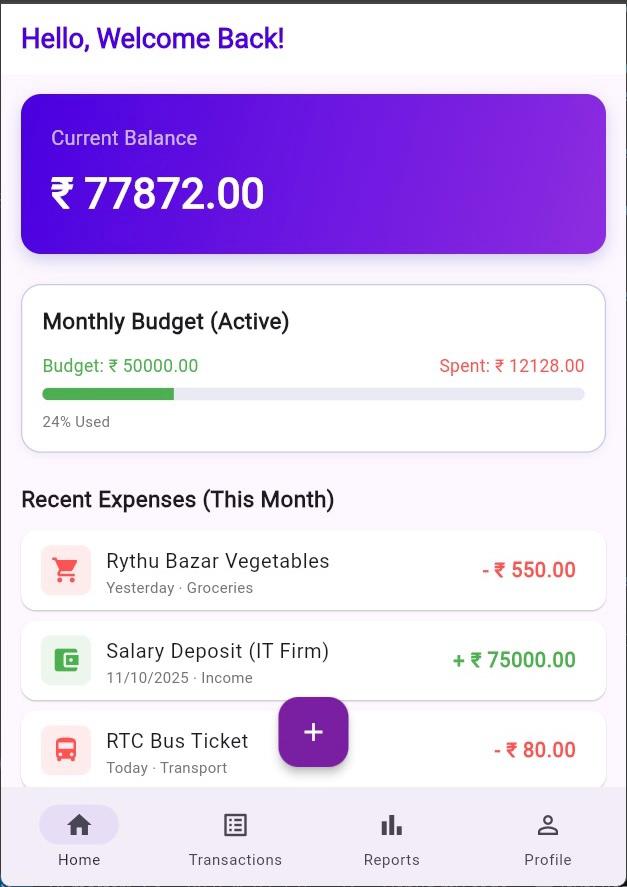 Hello, Welcome Back!
Current Balance
₹ 77872.00
Monthly Budget (Active)
Budget: ₹ 50000.00 Spent: ₹ 12128.00
24% Used
Recent Expenses (This Month)
Rythu Bazar Vegetables
Yesterday · Groceries
- ₹ 550.00
Salary Deposit (IT Firm)
11/10/2025 · Income
+ ₹ 75000.00
RTC Bus Ticket
Today · Transport
- ₹ 80.00
+
Home Transactions Reports Profile